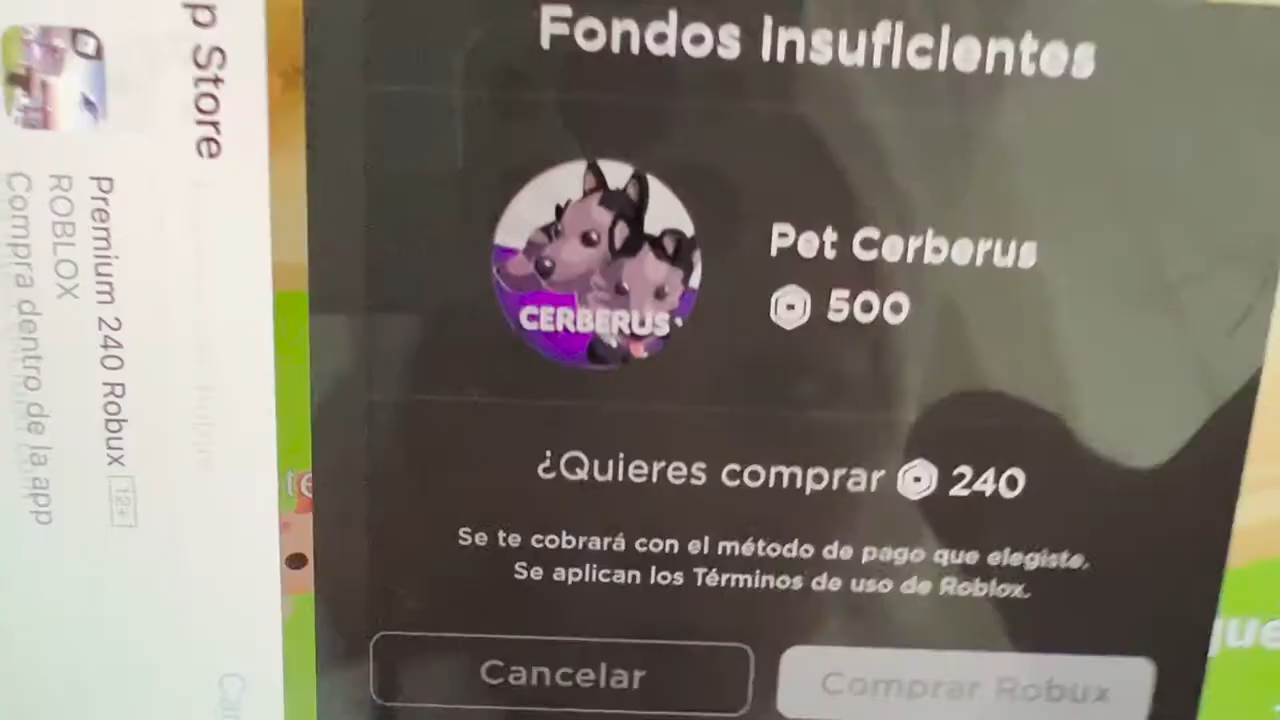 Fondos Insuficientes
CERBERUS
Pet Cerberus
500
¿Quieres comprar 240
Se te cobrará con el método de pago que elegiste.
Se aplican los Términos de uso de Roblox.
Cancelar
Comprar Robux
p Store
Premium 240 Robux 12+
ROBLOX
Compra dentro de la app